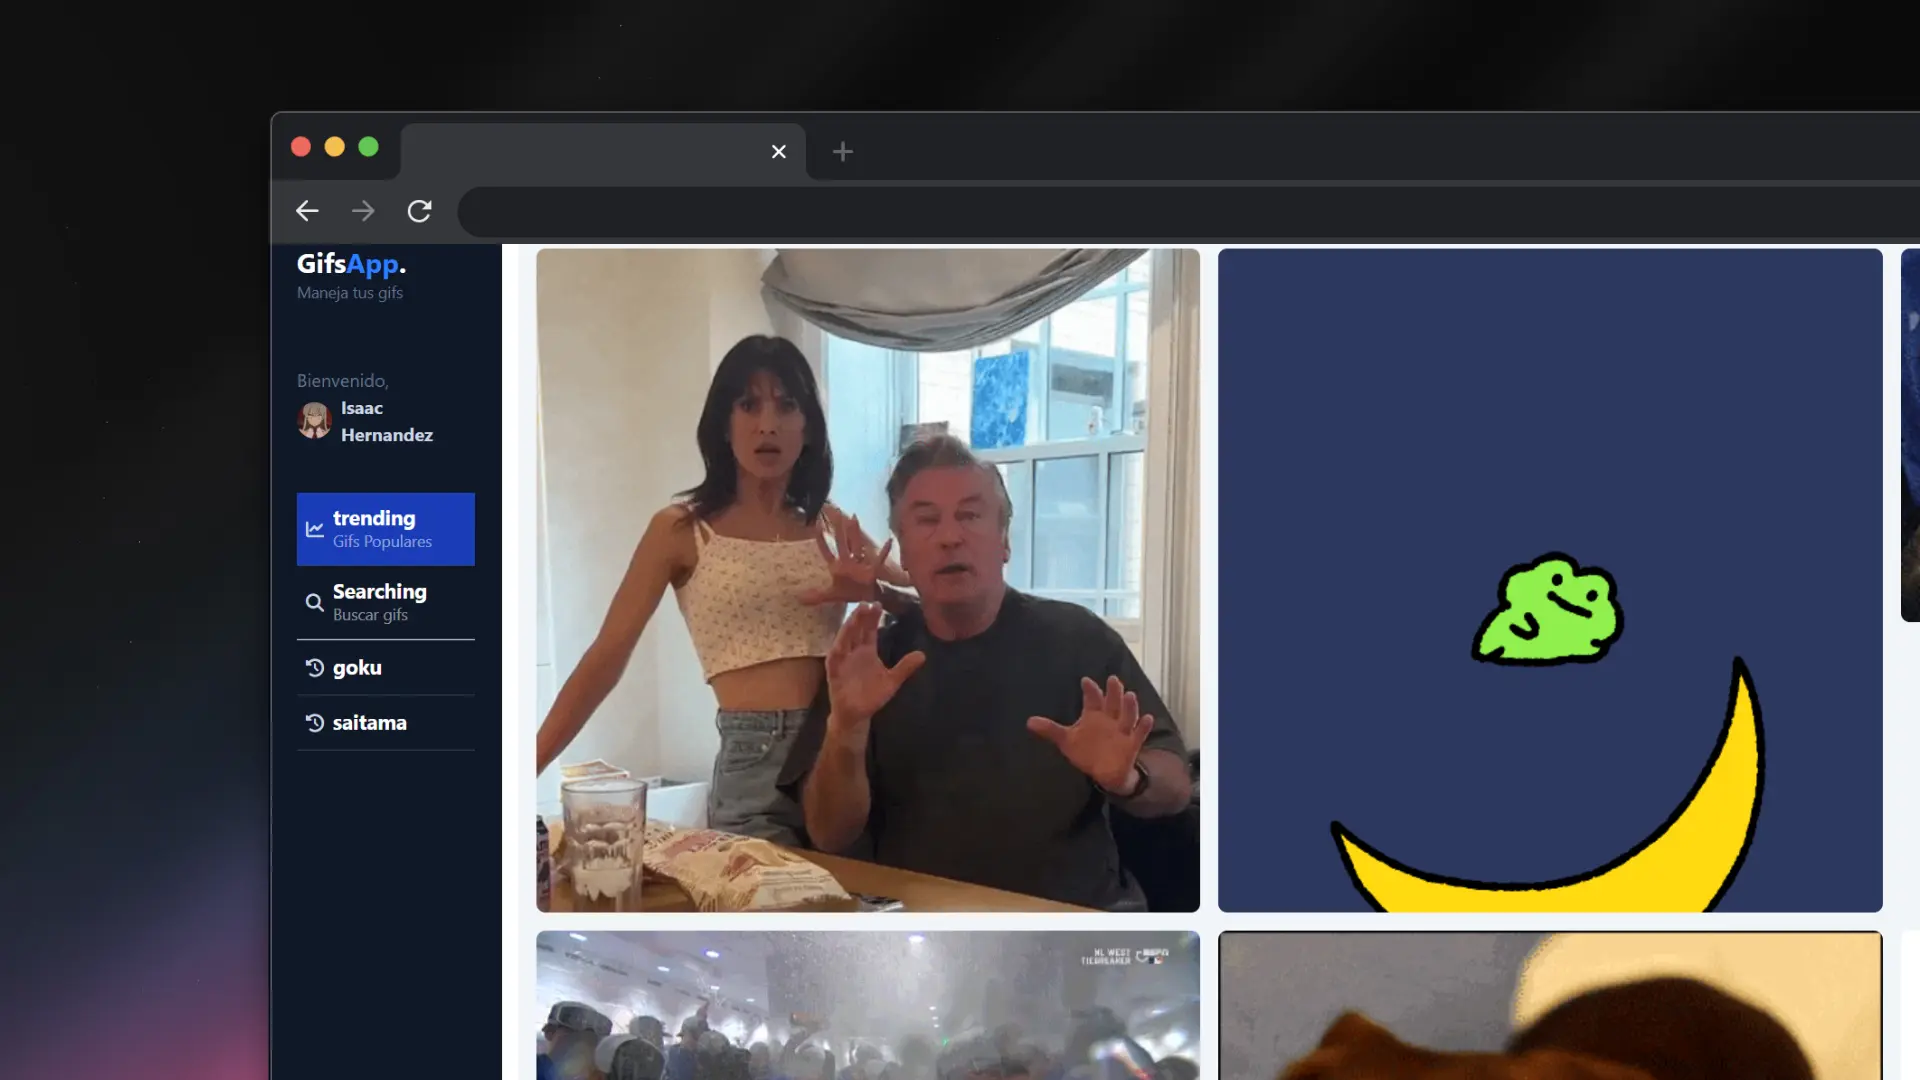 GifsApp.
Maneja tus gifs
Bienvenido,
Isaac
Hernandez
trending
Gifs Populares
Searching
Buscar gifs
goku
saitama
NL WEST
TIEBREAKER